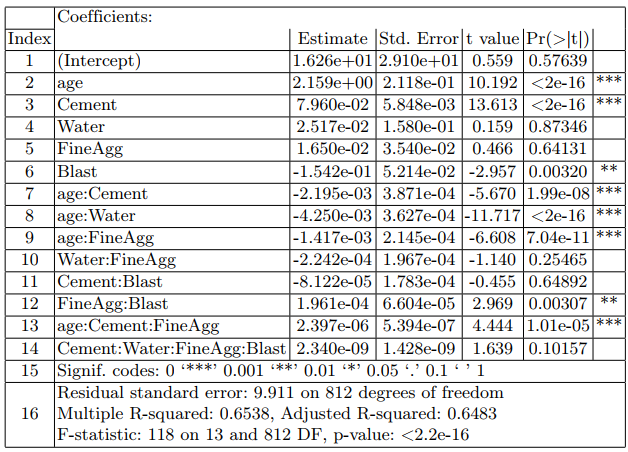 Coefficients:
Index Estimate Std. Error t value Pr(>|t|)
1 (Intercept) 1.626e+01 2.910e+01 0.559 0.57639
2 age 2.159e+00 2.118e-01 10.192 <2e-16 ***
3 Cement 7.960e-02 5.848e-03 13.613 <2e-16 ***
4 Water 2.517e-02 1.580e-01 0.159 0.87346
5 FineAgg 1.650e-02 3.540e-02 0.466 0.64131
6 Blast -1.542e-01 5.214e-02 -2.957 0.00320 **
7 age:Cement -2.195e-03 3.871e-04 -5.670 1.99e-08 ***
8 age:Water -4.250e-03 3.627e-04 -11.717 <2e-16 ***
9 age:FineAgg -1.417e-03 2.145e-04 -6.608 7.04e-11 ***
10 Water:FineAgg -2.242e-04 1.967e-04 -1.140 0.25465
11 Cement:Blast -8.122e-05 1.783e-04 -0.455 0.64892
12 FineAgg:Blast 1.961e-04 6.604e-05 2.969 0.00307 **
13 age:Cement:FineAgg 2.397e-06 5.394e-07 4.444 1.01e-05 ***
14 Cement:Water:FineAgg:Blast 2.340e-09 1.428e-09 1.639 0.10157
15 Signif. codes: 0 ‘***’ 0.001 ‘**’ 0.01 ‘*’ 0.05 ‘.’ 0.1 ‘ ’ 1
Residual standard error: 9.911 on 812 degrees of freedom
16 Multiple R-squared: 0.6538, Adjusted R-squared: 0.6483
F-statistic: 118 on 13 and 812 DF, p-value: <2.2e-16